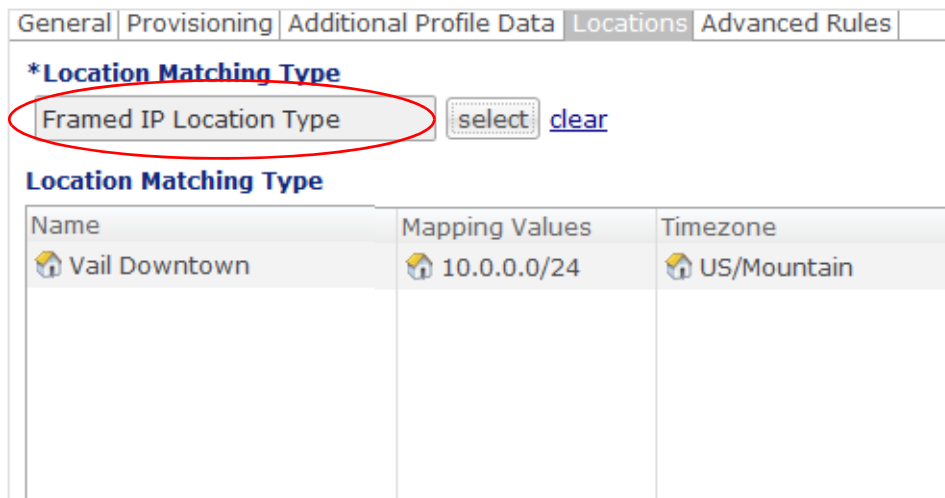 General Provisioning Additional Profile Data Locations Advanced Rules
*Location Matching Type
Framed IP Location Type select clear
Location Matching Type
Name Mapping Values Timezone
Vail Downtown 10.0.0.0/24 US/Mountain